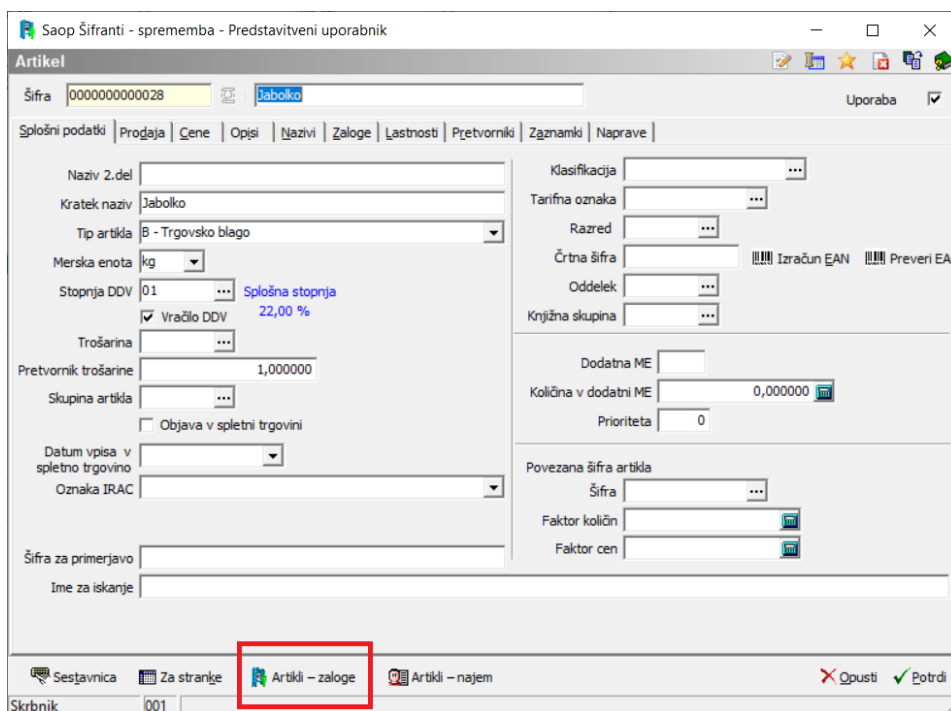 Saop Šifranti - sprememba - Predstavitveni uporabnik
Artikel
Šifra 0000000000028 Jabolko Uporaba
Splošni podatki Prodaja Cene Opisi Nazivi Zaloge Lastnosti Pretvorniki Zaznamki Naprave
Naziv 2.del
Kratek naziv Jabolko
Tip artikla B - Trgovsko blago
Merska enota kg
Stopnja DDV 01 ... Splošna stopnja
22,00 %
Vračilo DDV
Trošarina ...
Pretvornik trošarine 1,000000
Skupina artikla ...
Objava v spletni trgovini
Datum vpisa v
spletno trgovino
Oznaka IRAC
Šifra za primerjavo
Ime za iskanje
Klasifikacija ...
Tarifna oznaka ...
Razred ...
Črtna šifra Izračun EAN Preveri EA
Oddelek ...
Knjižna skupina ...
Dodatna ME
Količina v dodatni ME 0,000000
Prioriteta 0
Povezana šifra artikla
Šifra ...
Faktor količin
Faktor cen
Sestavnica Za stranke Artikli – zaloge Artikli – najem Opusti Potrdi
Skrbnik 001